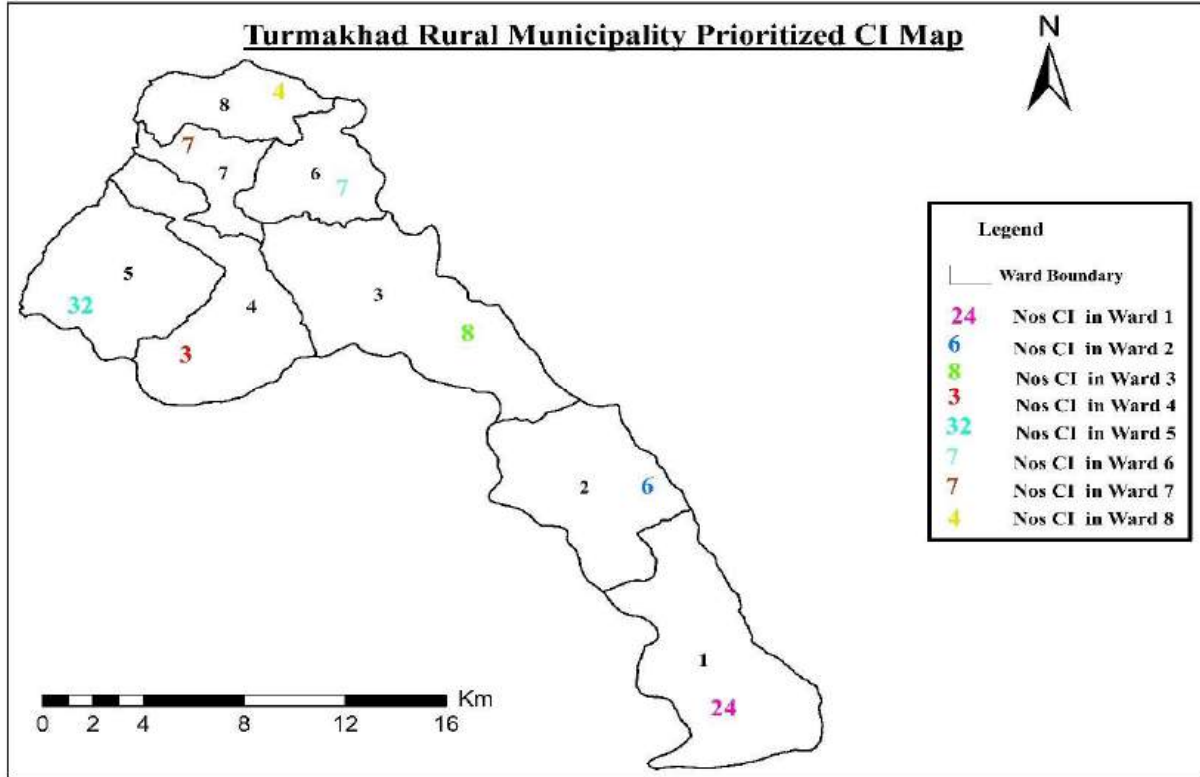 Turmakhad Rural Municipality Prioritized CI Map
N
8 4
7
7
6
7
5
32
4
3
3
8
2 6
1
24
Legend
Ward Boundary
24 Nos CI in Ward 1
6 Nos CI in Ward 2
8 Nos CI in Ward 3
3 Nos CI in Ward 4
32 Nos CI in Ward 5
7 Nos CI in Ward 6
7 Nos CI in Ward 7
4 Nos CI in Ward 8
Km
0 2 4 8 12 16